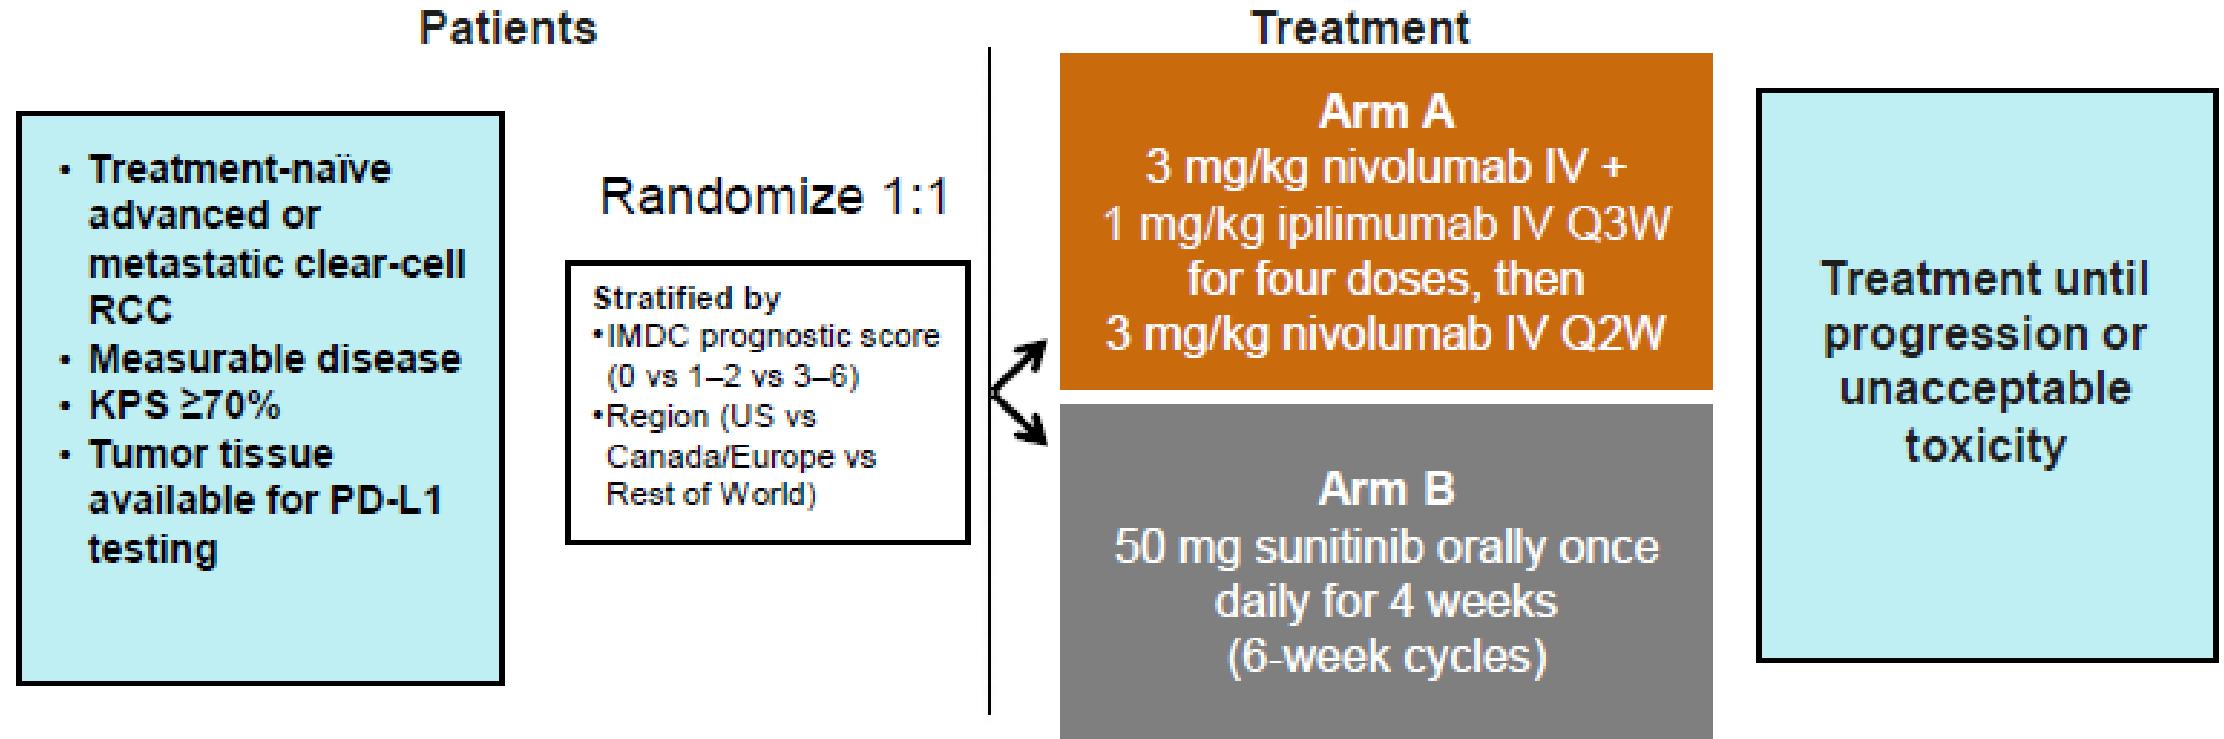 Patients
• Treatment-naïve
advanced or
metastatic clear-cell
RCC
• Measurable disease
• KPS ≥70%
• Tumor tissue
available for PD-L1
testing
Randomize 1:1
Stratified by
•IMDC prognostic score
(0 vs 1–2 vs 3–6)
•Region (US vs
Canada/Europe vs
Rest of World)
Treatment
Arm A
3 mg/kg nivolumab IV +
1 mg/kg ipilimumab IV Q3W
for four doses, then
3 mg/kg nivolumab IV Q2W
Arm B
50 mg sunitinib orally once
daily for 4 weeks
(6-week cycles)
Treatment until
progression or
unacceptable
toxicity